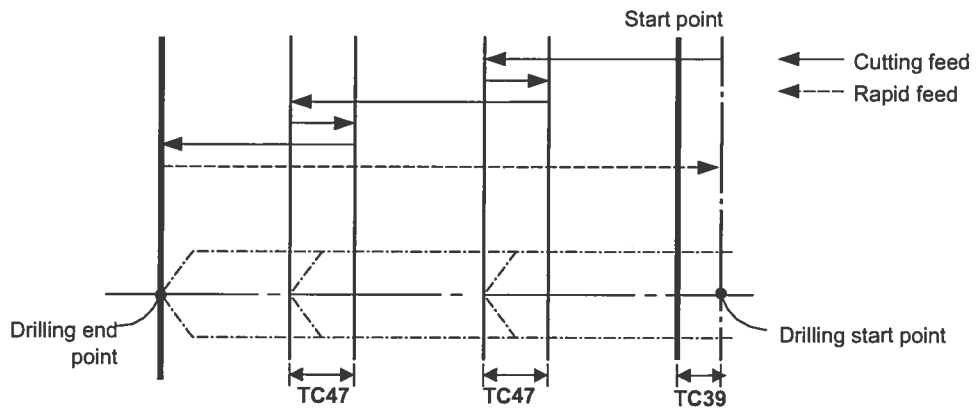 Start point
Cutting feed
Rapid feed
Drilling end
point
Drilling start point
TC47
TC47
TC39